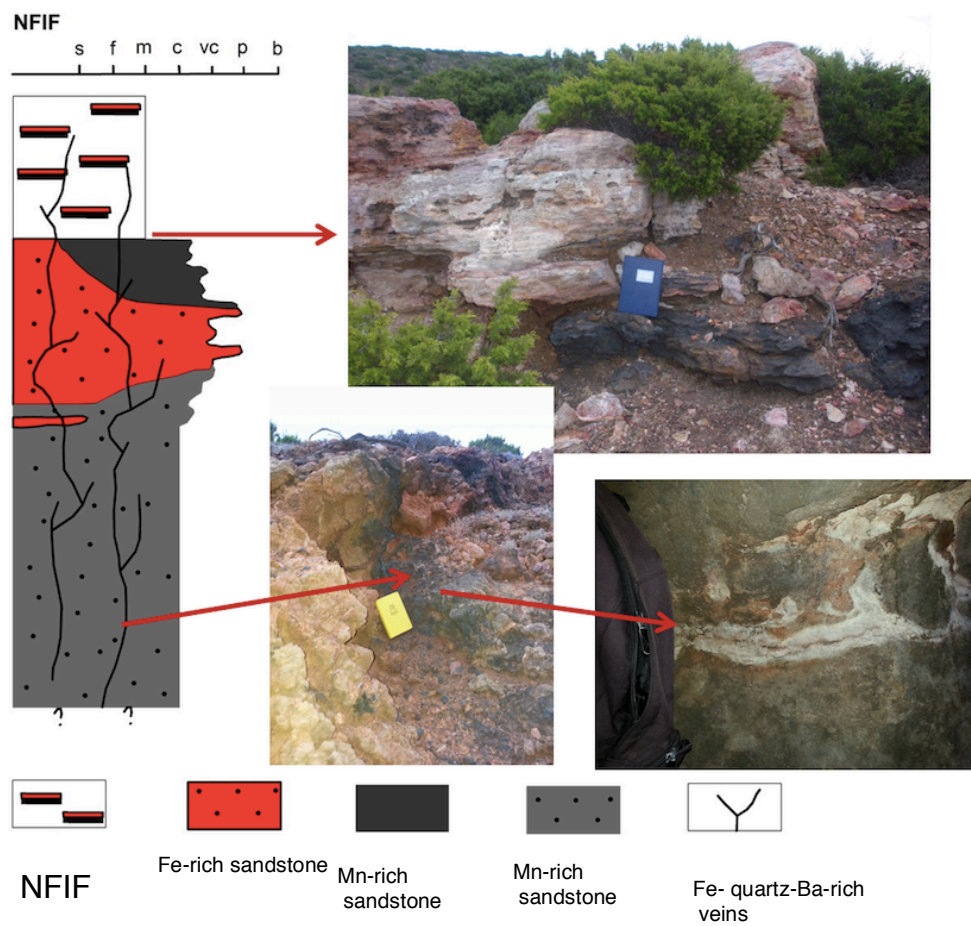 NFIF
s f m c vc p b
? ?
NFIF
Fe-rich sandstone
Mn-rich
sandstone
Mn-rich
sandstone
Fe- quartz-Ba-rich
veins